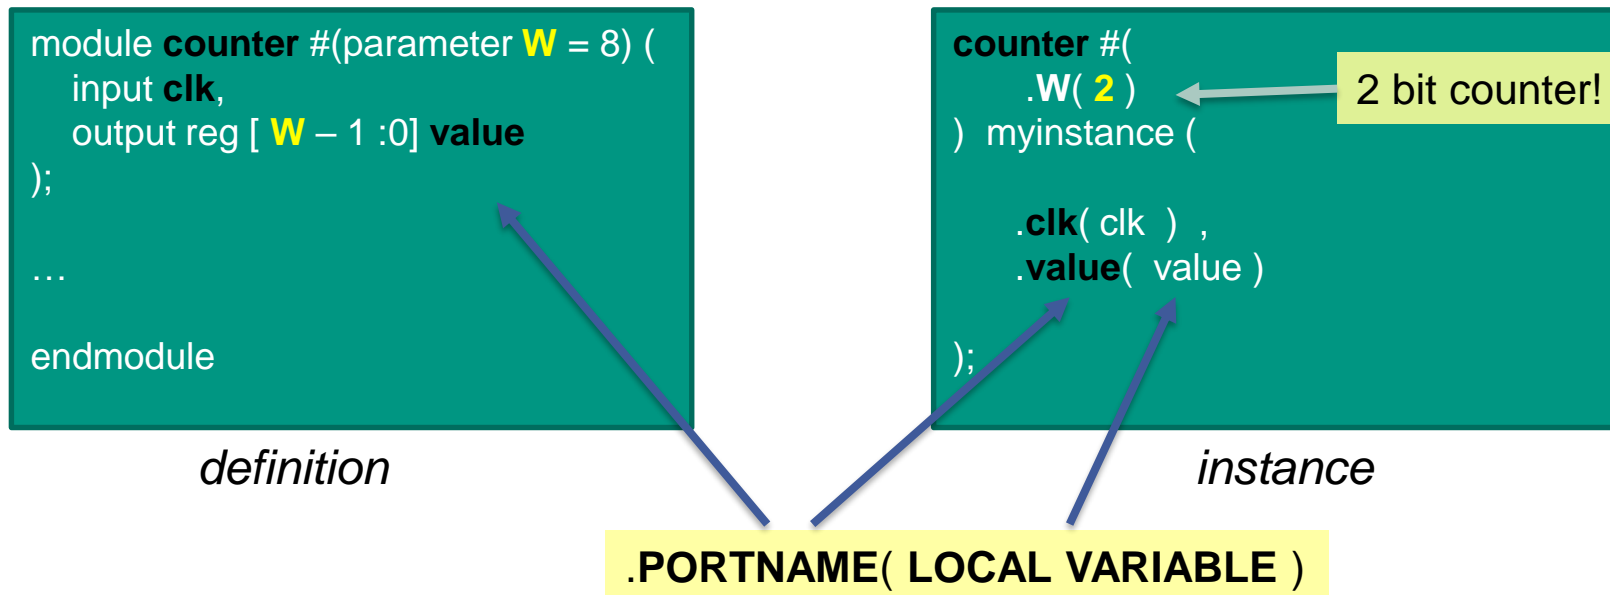 module counter #(parameter W = 8) (
input clk,
output reg [ W – 1 :0] value
);
…
endmodule
definition
counter #(
.W( 2 )
) myinstance (
.clk( clk ) ,
.value( value )
);
2 bit counter!
instance
.PORTNAME( LOCAL VARIABLE )